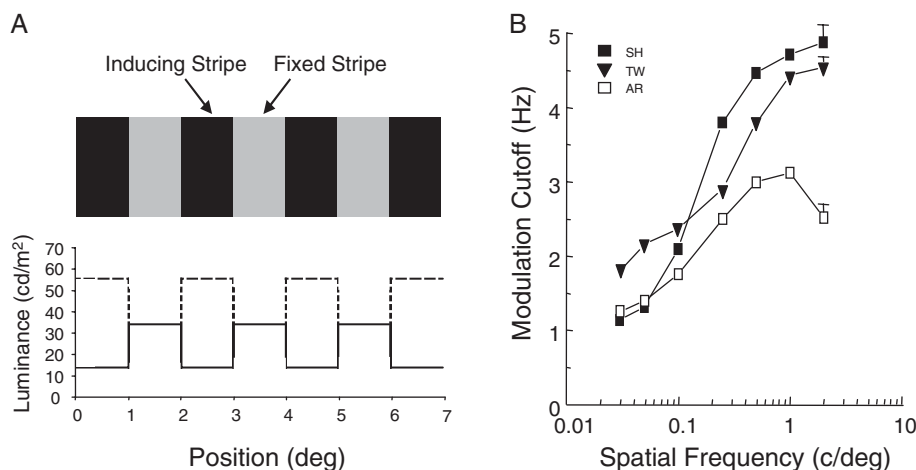 A
Inducing Stripe
Fixed Stripe
Luminance (cd/m²)
70
60
50
40
30
20
10
0
0 1 2 3 4 5 6 7
Position (deg)
B
SH
TW
AR
Modulation Cutoff (Hz)
5
4
3
2
1
0
0.01 0.1 1 10
Spatial Frequency (c/deg)